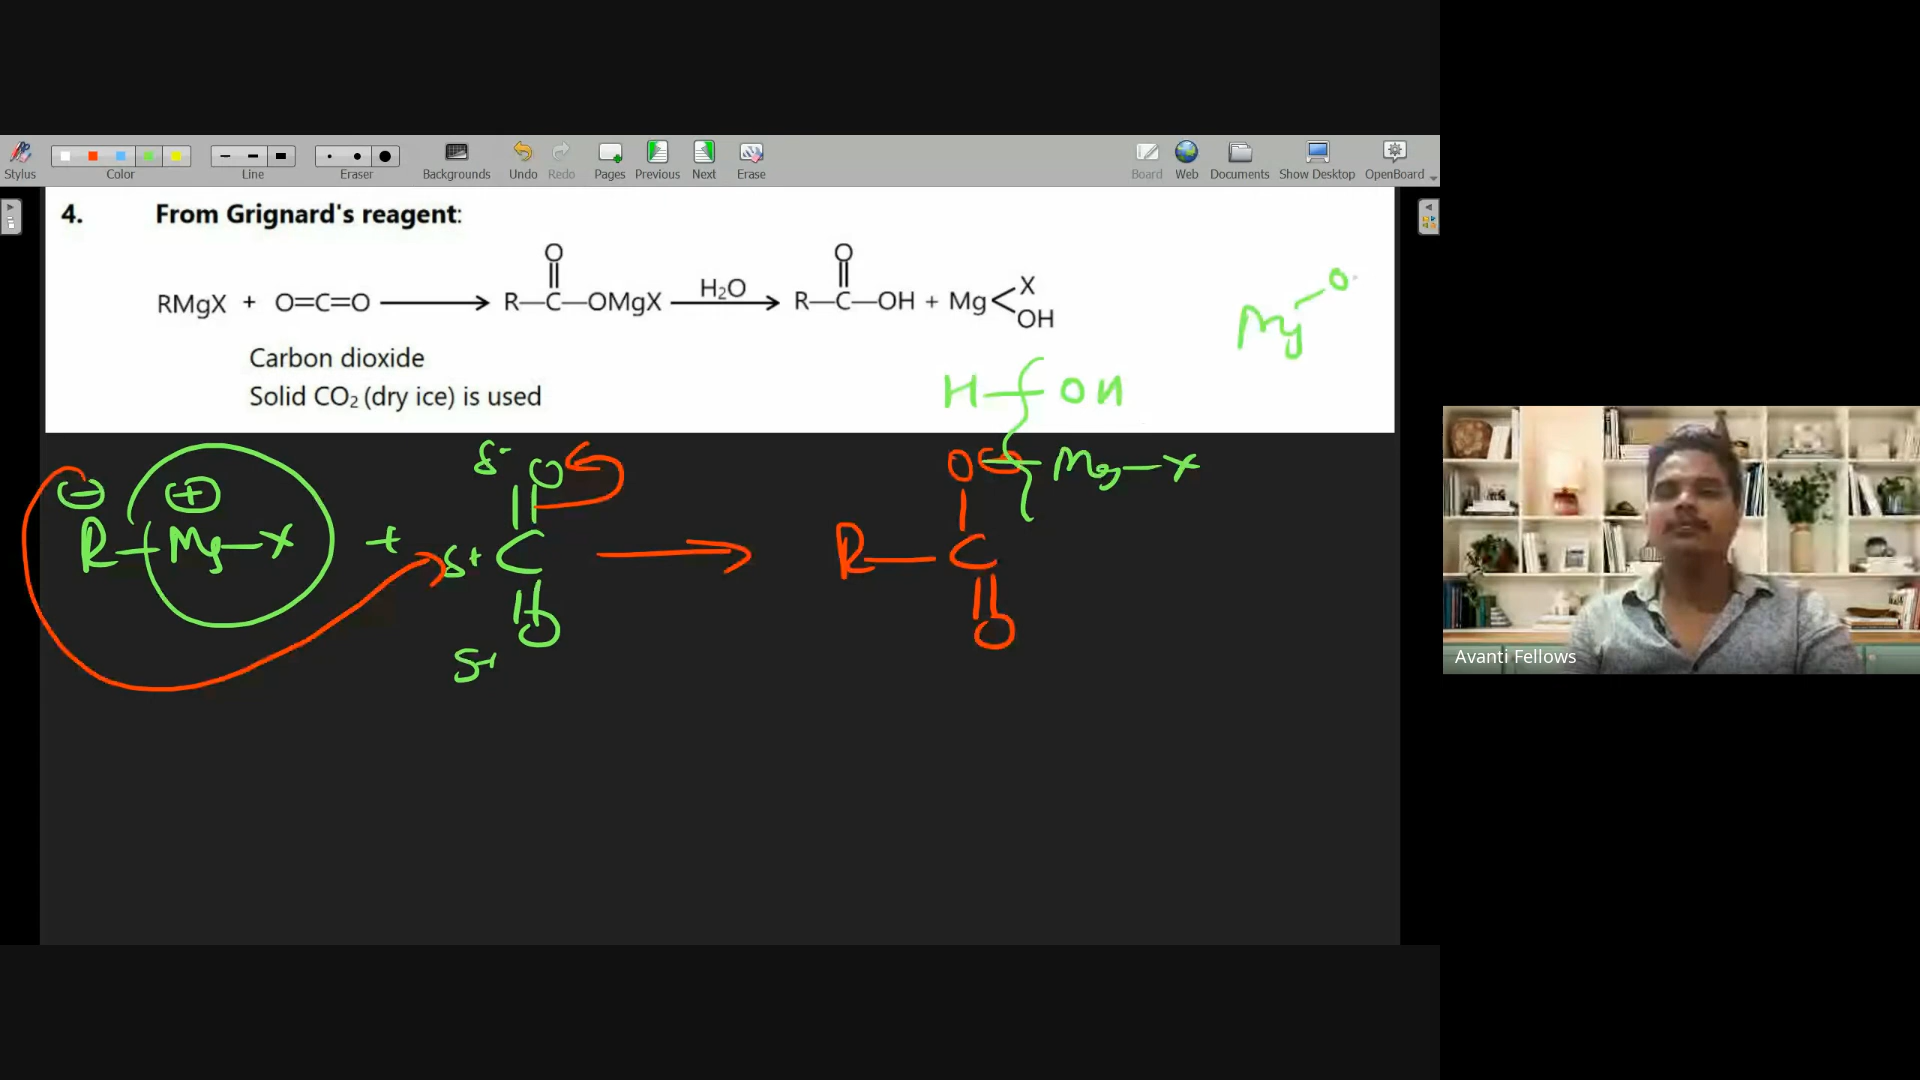 Stylus Color Line Eraser Backgrounds Undo Redo Pages Previous Next Erase Board Web Documents Show Desktop OpenBoard
4. From Grignard's reagent:
O O
RMgX + O=C=O → R—C—OMgX H₂O → R—C—OH + Mg<X
OH
Carbon dioxide
Solid CO₂ (dry ice) is used
Mg—O
H—OH
δ- O
O—Mg—X
⊖ ⊕
R—Mg—X + δ+ C → R—C
O O
δ+
Avanti Fellows